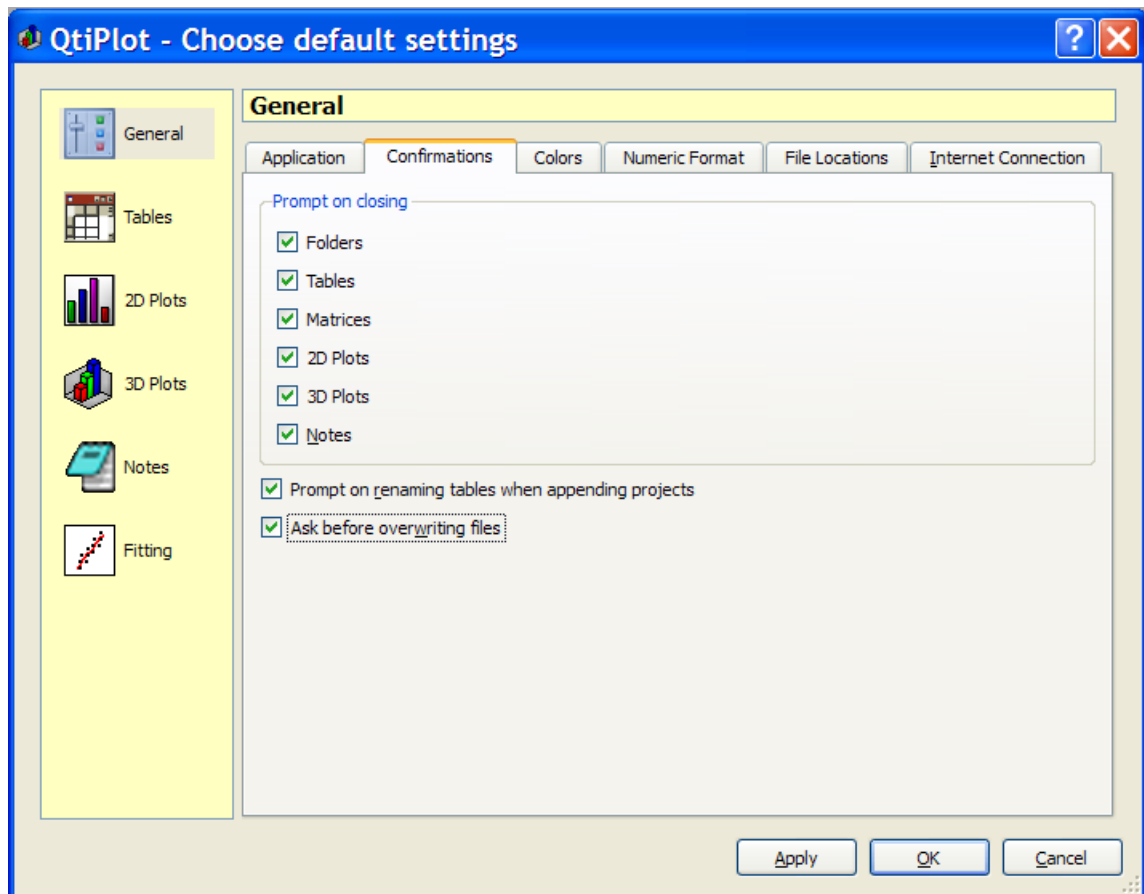 QtiPlot - Choose default settings
General
Tables
2D Plots
3D Plots
Notes
Fitting
General
Application Confirmations Colors Numeric Format File Locations Internet Connection
Prompt on closing
Folders
Tables
Matrices
2D Plots
3D Plots
Notes
Prompt on renaming tables when appending projects
Ask before overwriting files
Apply OK Cancel